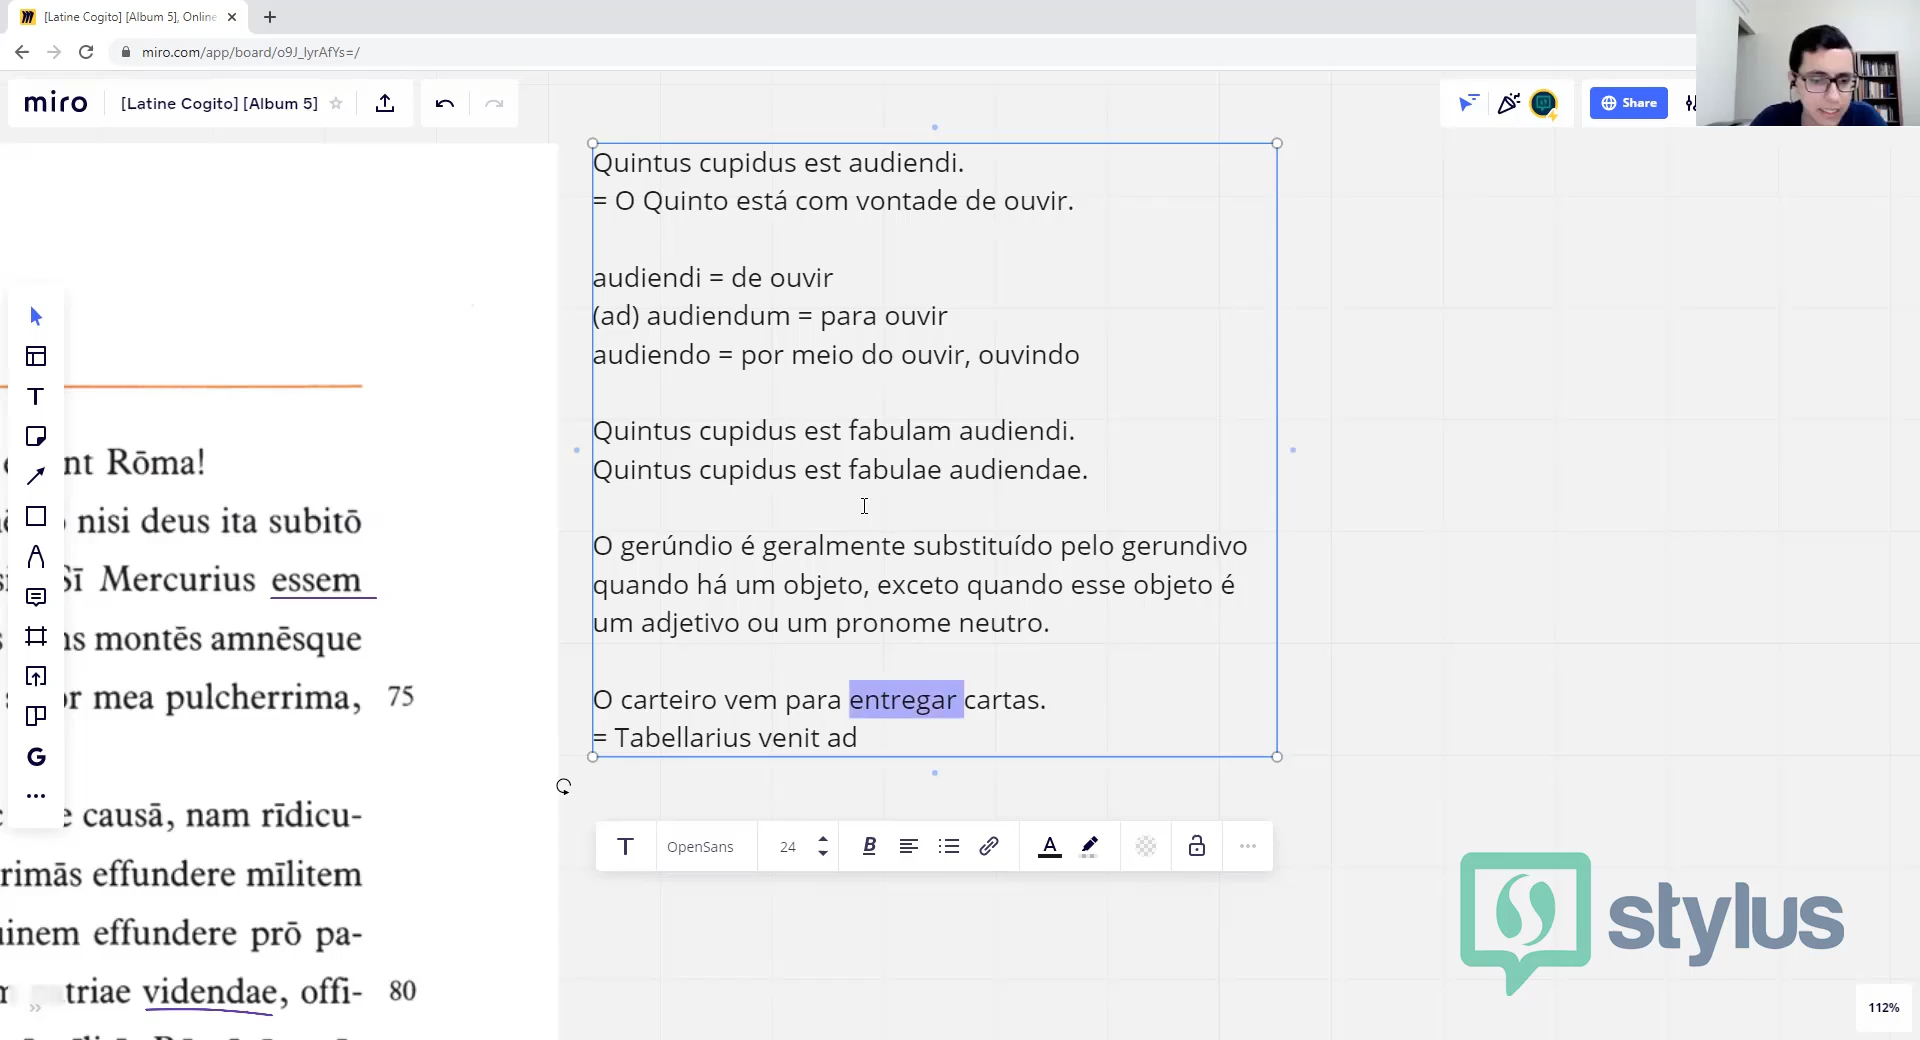 [Latine Cogito] [Album 5], Online
miro.com/app/board/o9J_lyrAfYs=/
miro
[Latine Cogito] [Album 5]
Share
Quintus cupidus est audiendi.
= O Quinto está com vontade de ouvir.
audiendi = de ouvir
(ad) audiendum = para ouvir
audiendo = por meio do ouvir, ouvindo
Quintus cupidus est fabulam audiendi.
Quintus cupidus est fabulae audiendae.
O gerúndio é geralmente substituído pelo gerundivo
quando há um objeto, exceto quando esse objeto é
um adjetivo ou um pronome neutro.
O carteiro vem para entregar cartas.
= Tabellarius venit ad
T
OpenSans
24
B
A
nt Rōma!
nisi deus ita subitō
Sī Mercurius essem
ns montēs amnēsque
or mea pulcherrima, 75
e causā, nam rīdicu-
rimās effundere mīlitem
uinem effundere prō pa-
triae videndae, offi- 80
stylus
112%